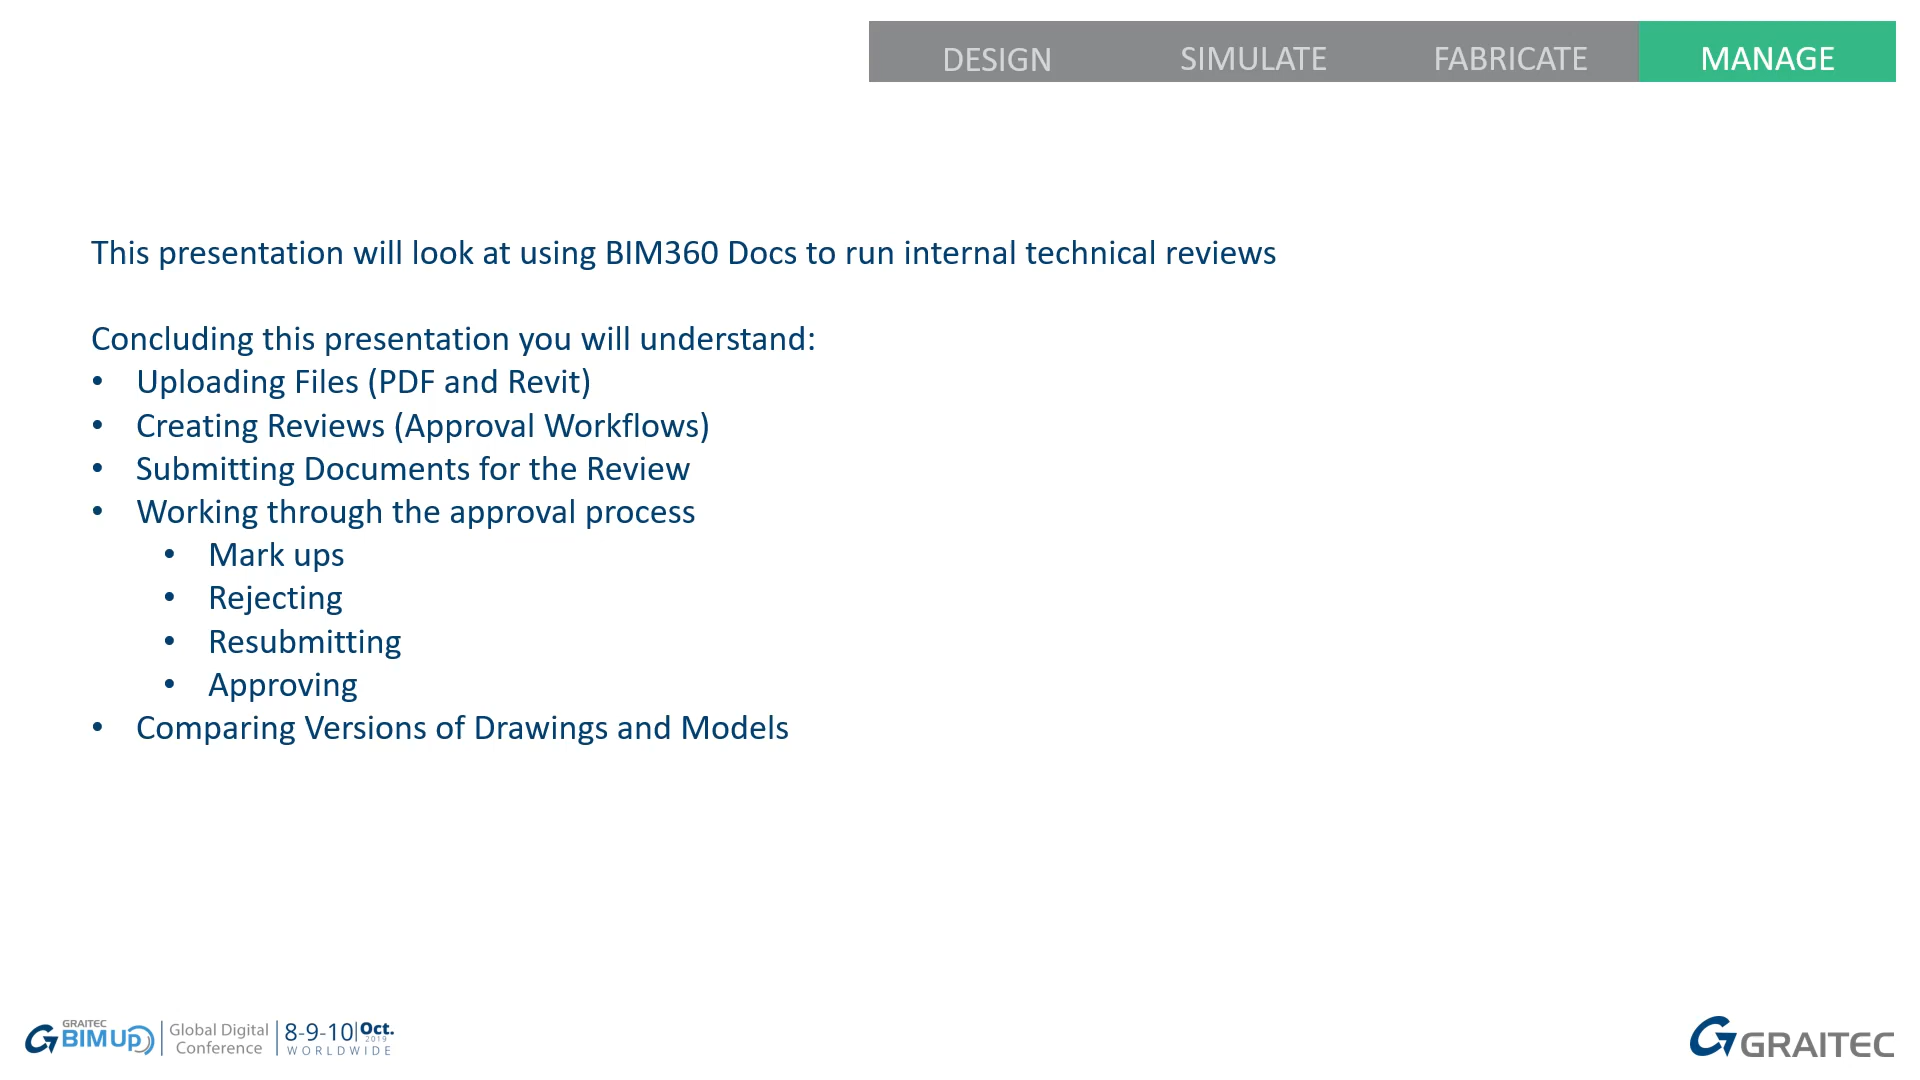 DESIGN SIMULATE FABRICATE MANAGE
This presentation will look at using BIM360 Docs to run internal technical reviews
Concluding this presentation you will understand:
• Uploading Files (PDF and Revit)
• Creating Reviews (Approval Workflows)
• Submitting Documents for the Review
• Working through the approval process
• Mark ups
• Rejecting
• Resubmitting
• Approving
• Comparing Versions of Drawings and Models
GRAITEC
BIM UP
Global Digital
Conference
8-9-10 Oct.
2019
WORLDWIDE
GRAITEC